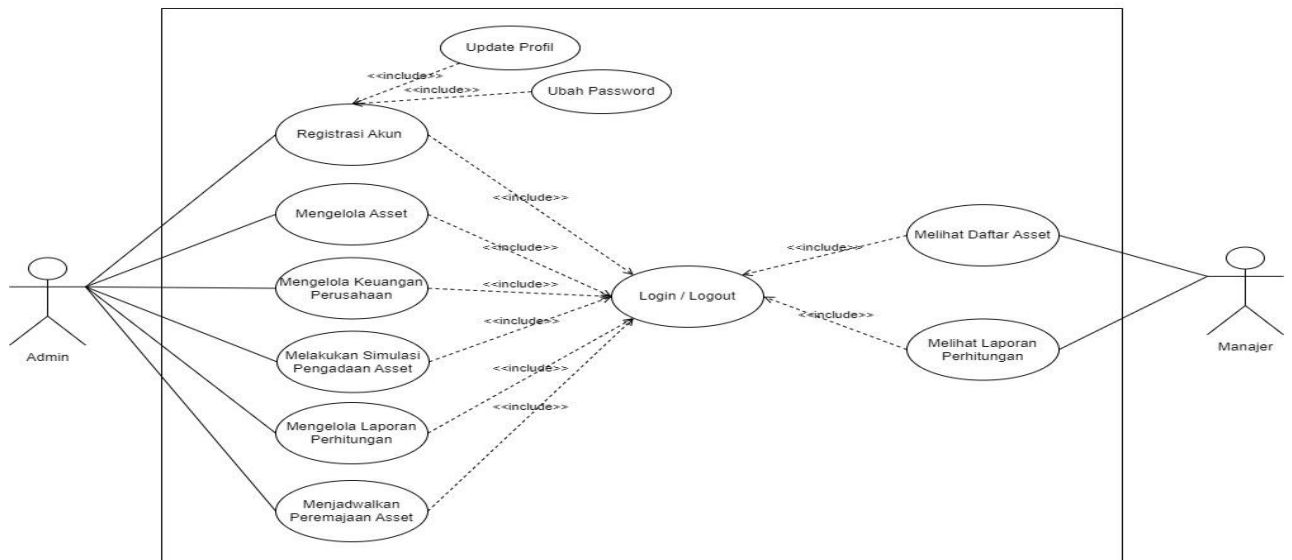 Update Profil
<<include>>
<<include>>
Ubah Password
Registrasi Akun
<<include>>
Mengelola Asset
<<include>>
Mengelola Keuangan
Perusahaan
<<include>>
Melakukan Simulasi
Pengadaan Asset
<<include>>
Mengelola Laporan
Perhitungan
<<include>>
Menjadwalkan
Peremajaan Asset
<<include>>
Admin
Login / Logout
<<include>>
Melihat Daftar Asset
<<include>>
Melihat Laporan
Perhitungan
Manajer